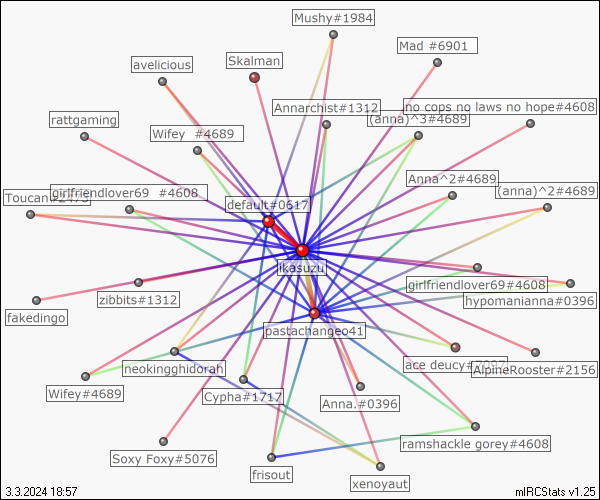 Mushy#1984
Mad #6901
Skalman
avelicious
Annarchist#1312
no cops no laws no hope#4608
rattgaming
(anna)^3#4689
Wifey #4689
Anna^2#4689
(anna)^2#4689
girlfriendlover69 #4608
default#0617
ikasuzu
girlfriendlover69#4608
zibbits#1312
hypomanianna#0396
fakedingo
pastachangeo41
neokingghidorah
ace deucy
AlpineRooster#2156
Wifey#4689
Cypha#1717
Anna.#0396
ramshackle gorey#4608
Soxy Foxy#5076
frisout
xenoyaut
3.3.2024 18:57
mIRCStats v1.25